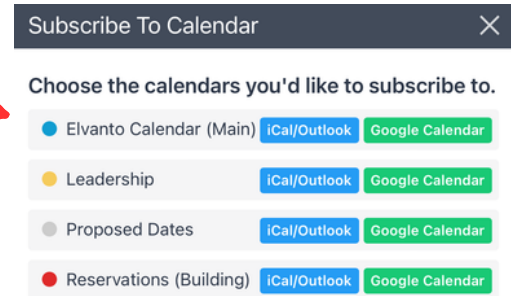 Subscribe To Calendar
Choose the calendars you'd like to subscribe to.
Elvanto Calendar (Main) iCal/Outlook Google Calendar
Leadership iCal/Outlook Google Calendar
Proposed Dates iCal/Outlook Google Calendar
Reservations (Building) iCal/Outlook Google Calendar